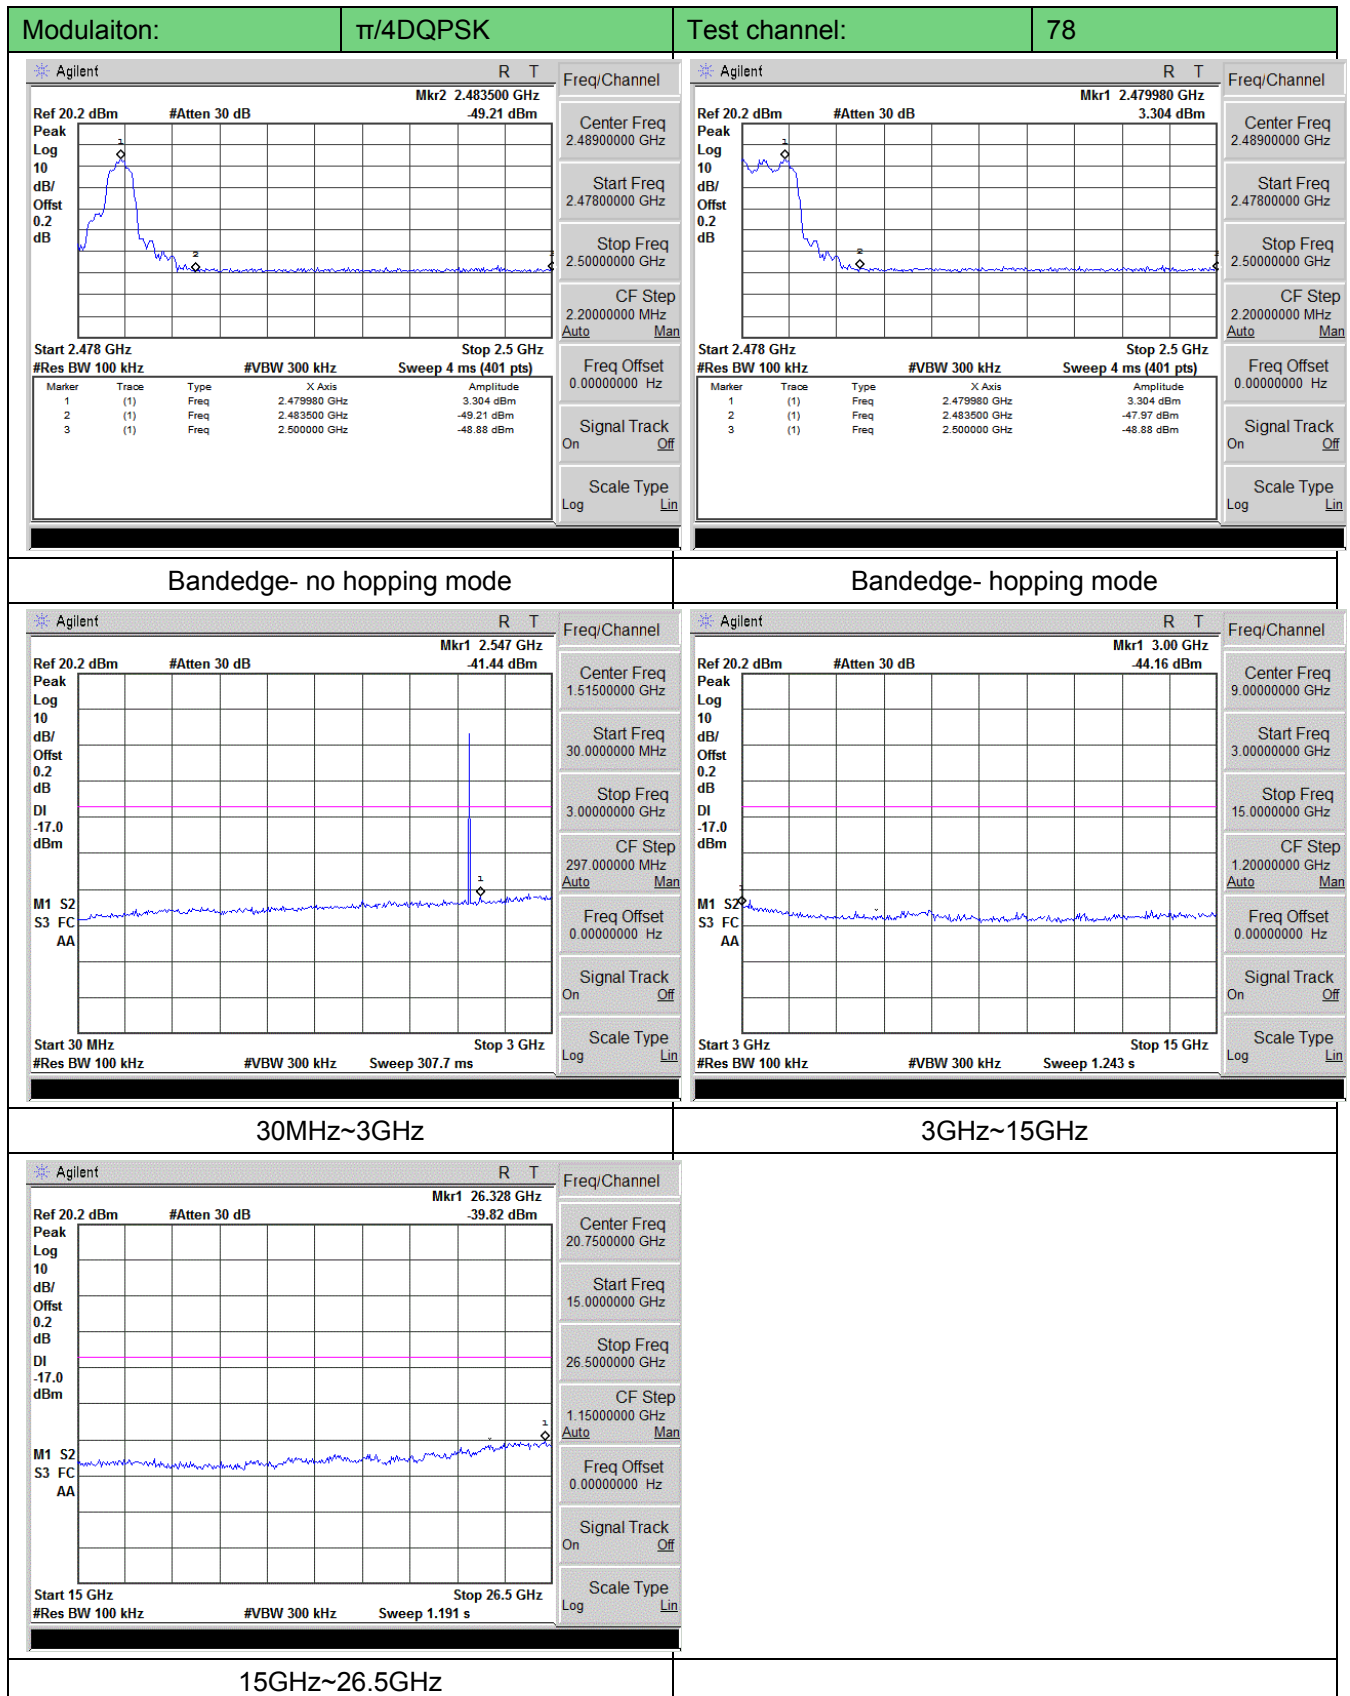 Modulaiton: π/4DQPSK Test channel: 78
Agilent R T
Mkr2 2.483500 GHz
Ref 20.2 dBm #Atten 30 dB -49.21 dBm
Peak
Log
10
dB/
Offst
0.2
dB
1
2
Start 2.478 GHz Stop 2.5 GHz
#Res BW 100 kHz #VBW 300 kHz Sweep 4 ms (401 pts)
Marker Trace Type X Axis Amplitude
1 (1) Freq 2.479980 GHz 3.304 dBm
2 (1) Freq 2.483500 GHz -49.21 dBm
3 (1) Freq 2.500000 GHz -48.88 dBm
Freq/Channel
Center Freq
2.48900000 GHz
Start Freq
2.47800000 GHz
Stop Freq
2.50000000 GHz
CF Step
2.20000000 MHz
Auto Man
Freq Offset
0.00000000 Hz
Signal Track
On Off
Scale Type
Log Lin
Agilent R T
Mkr1 2.479980 GHz
Ref 20.2 dBm #Atten 30 dB 3.304 dBm
Peak
Log
10
dB/
Offst
0.2
dB
1
2
Start 2.478 GHz Stop 2.5 GHz
#Res BW 100 kHz #VBW 300 kHz Sweep 4 ms (401 pts)
Marker Trace Type X Axis Amplitude
1 (1) Freq 2.479980 GHz 3.304 dBm
2 (1) Freq 2.483500 GHz -47.97 dBm
3 (1) Freq 2.500000 GHz -48.88 dBm
Freq/Channel
Center Freq
2.48900000 GHz
Start Freq
2.47800000 GHz
Stop Freq
2.50000000 GHz
CF Step
2.20000000 MHz
Auto Man
Freq Offset
0.00000000 Hz
Signal Track
On Off
Scale Type
Log Lin
Bandedge- no hopping mode Bandedge- hopping mode
Agilent R T
Mkr1 2.547 GHz
Ref 20.2 dBm #Atten 30 dB -41.44 dBm
Peak
Log
10
dB/
Offst
0.2
dB
DI
-17.0
dBm
1
M1 S2
S3 FC
AA
Start 30 MHz Stop 3 GHz
#Res BW 100 kHz #VBW 300 kHz Sweep 307.7 ms
Freq/Channel
Center Freq
1.51500000 GHz
Start Freq
30.0000000 MHz
Stop Freq
3.00000000 GHz
CF Step
297.000000 MHz
Auto Man
Freq Offset
0.00000000 Hz
Signal Track
On Off
Scale Type
Log Lin
Agilent R T
Mkr1 3.00 GHz
Ref 20.2 dBm #Atten 30 dB -44.16 dBm
Peak
Log
10
dB/
Offst
0.2
dB
DI
-17.0
dBm
M1 S2
S3 FC
AA
Start 3 GHz Stop 15 GHz
#Res BW 100 kHz #VBW 300 kHz Sweep 1.243 s
Freq/Channel
Center Freq
9.00000000 GHz
Start Freq
3.00000000 GHz
Stop Freq
15.0000000 GHz
CF Step
1.20000000 GHz
Auto Man
Freq Offset
0.00000000 Hz
Signal Track
On Off
Scale Type
Log Lin
30MHz~3GHz 3GHz~15GHz
Agilent R T
Mkr1 26.328 GHz
Ref 20.2 dBm #Atten 30 dB -39.82 dBm
Peak
Log
10
dB/
Offst
0.2
dB
DI
-17.0
dBm
1
M1 S2
S3 FC
AA
Start 15 GHz Stop 26.5 GHz
#Res BW 100 kHz #VBW 300 kHz Sweep 1.191 s
Freq/Channel
Center Freq
20.7500000 GHz
Start Freq
15.0000000 GHz
Stop Freq
26.5000000 GHz
CF Step
1.15000000 GHz
Auto Man
Freq Offset
0.00000000 Hz
Signal Track
On Off
Scale Type
Log Lin
15GHz~26.5GHz